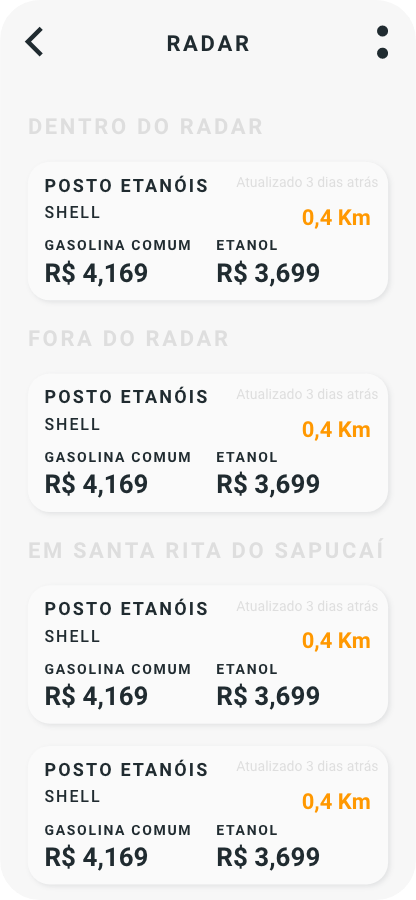 RADAR
DENTRO DO RADAR
POSTO ETANÓIS
Atualizado 3 dias atrás
SHELL
0,4 Km
GASOLINA COMUM ETANOL
R$ 4,169 R$ 3,699
FORA DO RADAR
POSTO ETANÓIS
Atualizado 3 dias atrás
SHELL
0,4 Km
GASOLINA COMUM ETANOL
R$ 4,169 R$ 3,699
EM SANTA RITA DO SAPUCAÍ
POSTO ETANÓIS
Atualizado 3 dias atrás
SHELL
0,4 Km
GASOLINA COMUM ETANOL
R$ 4,169 R$ 3,699
POSTO ETANÓIS
Atualizado 3 dias atrás
SHELL
0,4 Km
GASOLINA COMUM ETANOL
R$ 4,169 R$ 3,699